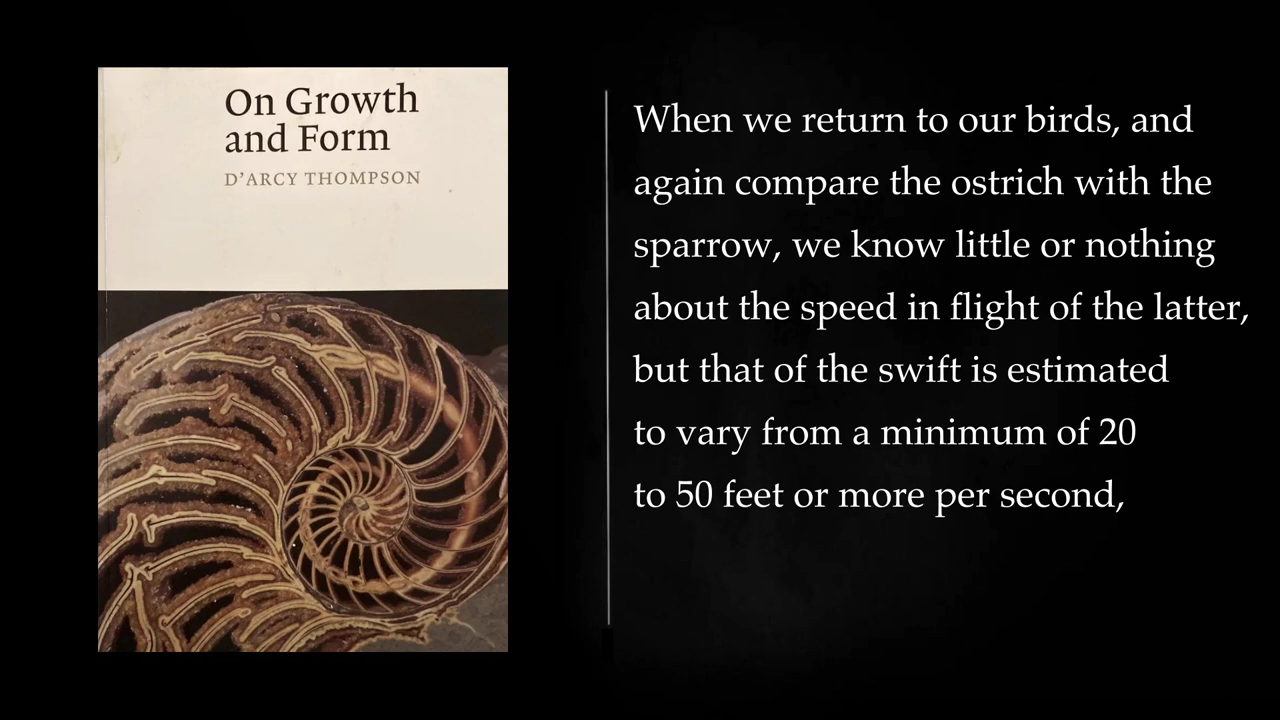 On Growth
and Form
D'ARCY THOMPSON
When we return to our birds, and
again compare the ostrich with the
sparrow, we know little or nothing
about the speed in flight of the latter,
but that of the swift is estimated
to vary from a minimum of 20
to 50 feet or more per second,